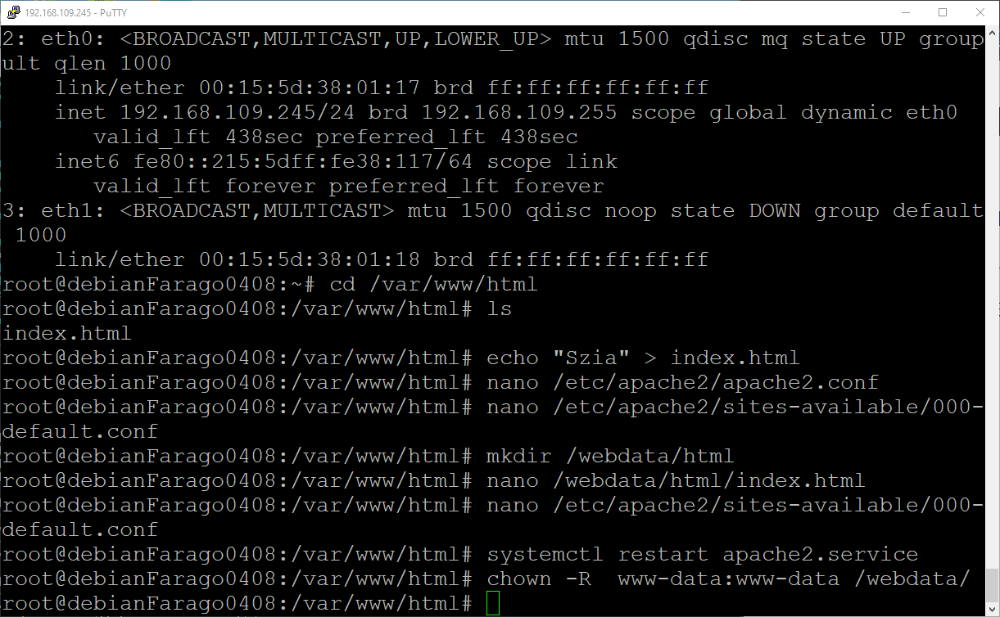 192.168.109.245 - PuTTY
2: eth0: <BROADCAST,MULTICAST,UP,LOWER_UP> mtu 1500 qdisc mq state UP group
ult qlen 1000
    link/ether 00:15:5d:38:01:17 brd ff:ff:ff:ff:ff:ff
    inet 192.168.109.245/24 brd 192.168.109.255 scope global dynamic eth0
       valid_lft 438sec preferred_lft 438sec
    inet6 fe80::215:5dff:fe38:117/64 scope link
       valid_lft forever preferred_lft forever
3: eth1: <BROADCAST,MULTICAST> mtu 1500 qdisc noop state DOWN group default
 1000
    link/ether 00:15:5d:38:01:18 brd ff:ff:ff:ff:ff:ff
root@debianFarago0408:~# cd /var/www/html
root@debianFarago0408:/var/www/html# ls
index.html
root@debianFarago0408:/var/www/html# echo "Szia" > index.html
root@debianFarago0408:/var/www/html# nano /etc/apache2/apache2.conf
root@debianFarago0408:/var/www/html# nano /etc/apache2/sites-available/000-
default.conf
root@debianFarago0408:/var/www/html# mkdir /webdata/html
root@debianFarago0408:/var/www/html# nano /webdata/html/index.html
root@debianFarago0408:/var/www/html# nano /etc/apache2/sites-available/000-
default.conf
root@debianFarago0408:/var/www/html# systemctl restart apache2.service
root@debianFarago0408:/var/www/html# chown -R  www-data:www-data /webdata/
root@debianFarago0408:/var/www/html#